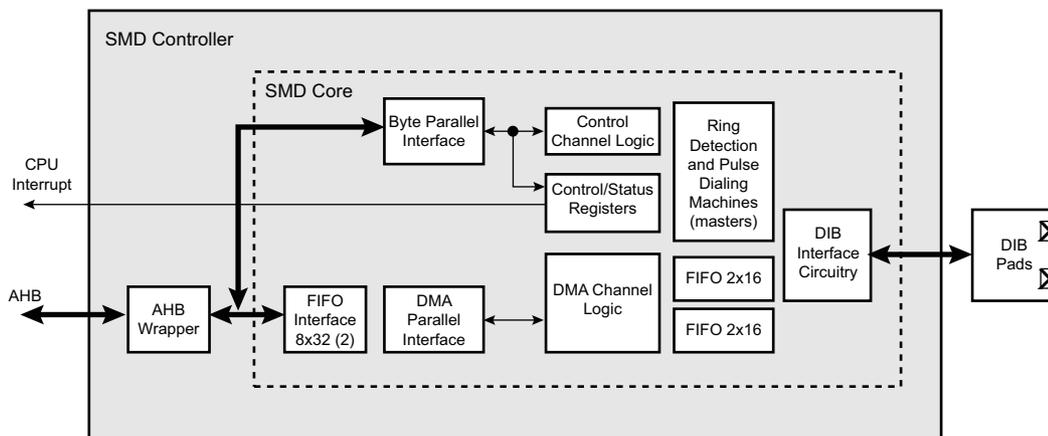 SMD Controller
SMD Core
Byte Parallel
Interface
Control
Channel Logic
Ring
Detection
and Pulse
Dialing
Machines
(masters)
CPU
Interrupt
Control/Status
Registers
DIB
Interface
Circuitry
DIB
Pads
AHB
AHB
Wrapper
FIFO
Interface
8x32 (2)
DMA
Parallel
Interface
DMA Channel
Logic
FIFO 2x16
FIFO 2x16